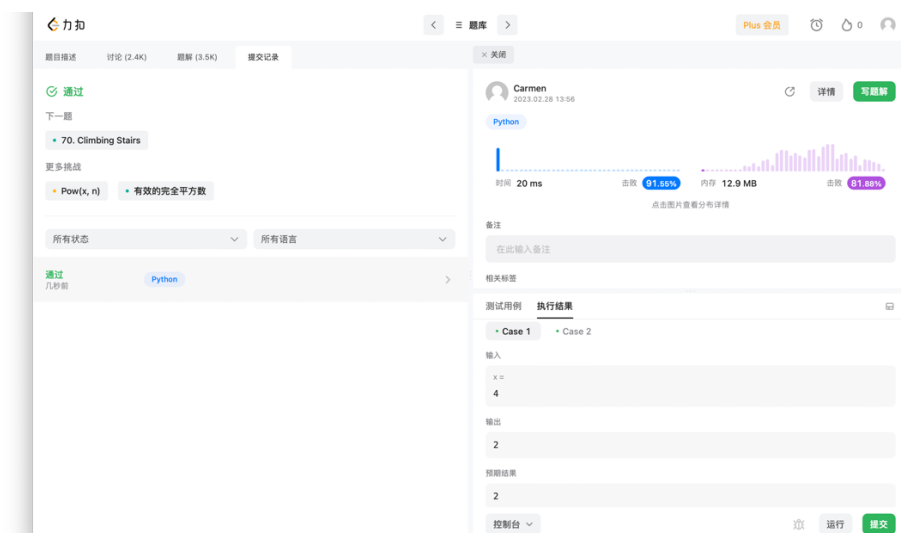 力扣
题库
Plus 会员
0
题目描述
讨论 (2.4K)
题解 (3.5K)
提交记录
通过
下一题
70. Climbing Stairs
更多挑战
Pow(x, n)
有效的完全平方数
所有状态
所有语言
通过
几秒前
Python
× 关闭
Carmen
2023.02.28 13:56
详情
写题解
Python
时间 20 ms
击败 91.55%
内存 12.9 MB
击败 81.88%
点击图片查看分布详情
备注
在此输入备注
相关标签
测试用例
执行结果
Case 1
Case 2
输入
x =
4
输出
2
预期结果
2
控制台
运行
提交